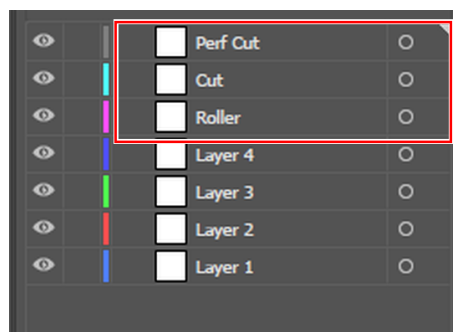 Perf Cut
Cut
Roller
Layer 4
Layer 3
Layer 2
Layer 1